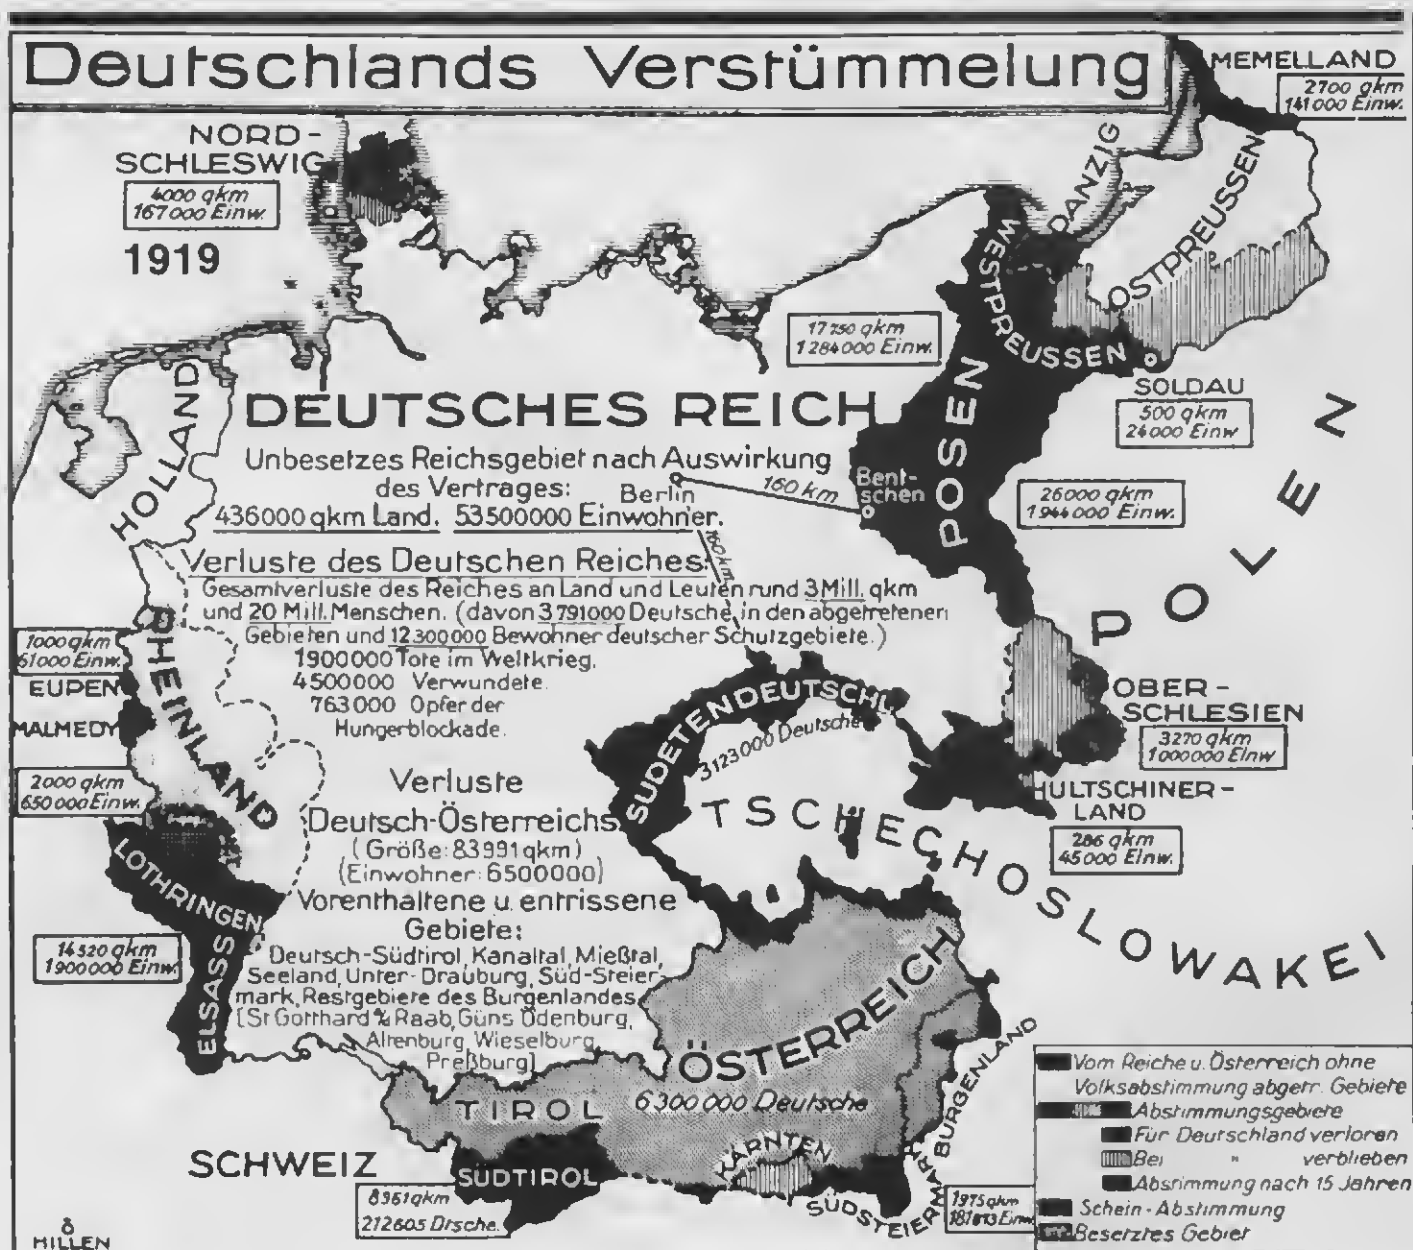 Deutschlands Verstümmelung
MEMELLAND
2700 qkm
141000 Einw.
NORD-
SCHLESWIG
4000 qkm
167000 Einw.
1919
DANZIG
OSTPREUSSEN
WESTPREUSSEN
17750 qkm
1284000 Einw.
SOLDAU
500 qkm
24000 Einw
HOLLAND
DEUTSCHES REICH
Unbesetzes Reichsgebiet nach Auswirkung
des Vertrages:
436000 qkm Land. 53500000 Einwohner.
Berlin
160 km
Bent-
schen
POSEN
26000 qkm
1944000 Einw.
POLEN
160 km
Verluste des Deutschen Reiches:
Gesamtverluste des Reiches an Land und Leuten rund 3 Mill. qkm
und 20 Mill. Menschen. (davon 3791000 Deutsche in den abgetretenen
Gebieten und 12300000 Bewohner deutscher Schutzgebiete.)
1900000 Tote im Weltkrieg.
4500000 Verwundete.
763000 Opfer der
Hungerblockade.
RHEINLAND
1000 qkm
61000 Einw.
EUPEN
MALMEDY
2000 qkm
650000 Einw.
LOTHRINGEN
ELSASS
14520 qkm
1900000 Einw.
SUDETENDEUTSCHL.
3123000 Deutsche
TSCHECHOSLOWAKEI
OBER-
SCHLESIEN
3270 qkm
1000000 Einw
HULTSCHINER-
LAND
286 qkm
45000 Einw.
Verluste
Deutsch-Österreichs
(Größe: 83991 qkm)
(Einwohner: 6500000)
Vorenthaltene u. entrissene
Gebiete:
Deutsch-Südtirol, Kanaltal, Mießtal,
Seeland, Unter-Drauburg, Süd-Steier-
mark, Restgebiete des Burgenlandes
[St Gotthard a/d Raab, Güns Ödenburg,
Altenburg, Wieselburg,
Preßburg]
ÖSTERREICH
6300000 Deutsche
TIROL
SCHWEIZ
SÜDTIROL
8961 qkm
212605 Dtsche.
KÄRNTEN
SÜDSTEIERMARK
BURGENLAND
1975 qkm
Einw.
Vom Reiche u. Österreich ohne
Volksabstimmung abgetr. Gebiete
Abstimmungsgebiete
Für Deutschland verloren
Bei " verblieben
Abstimmung nach 15 Jahren
Schein-Abstimmung
Besetztes Gebiet
HILLEN